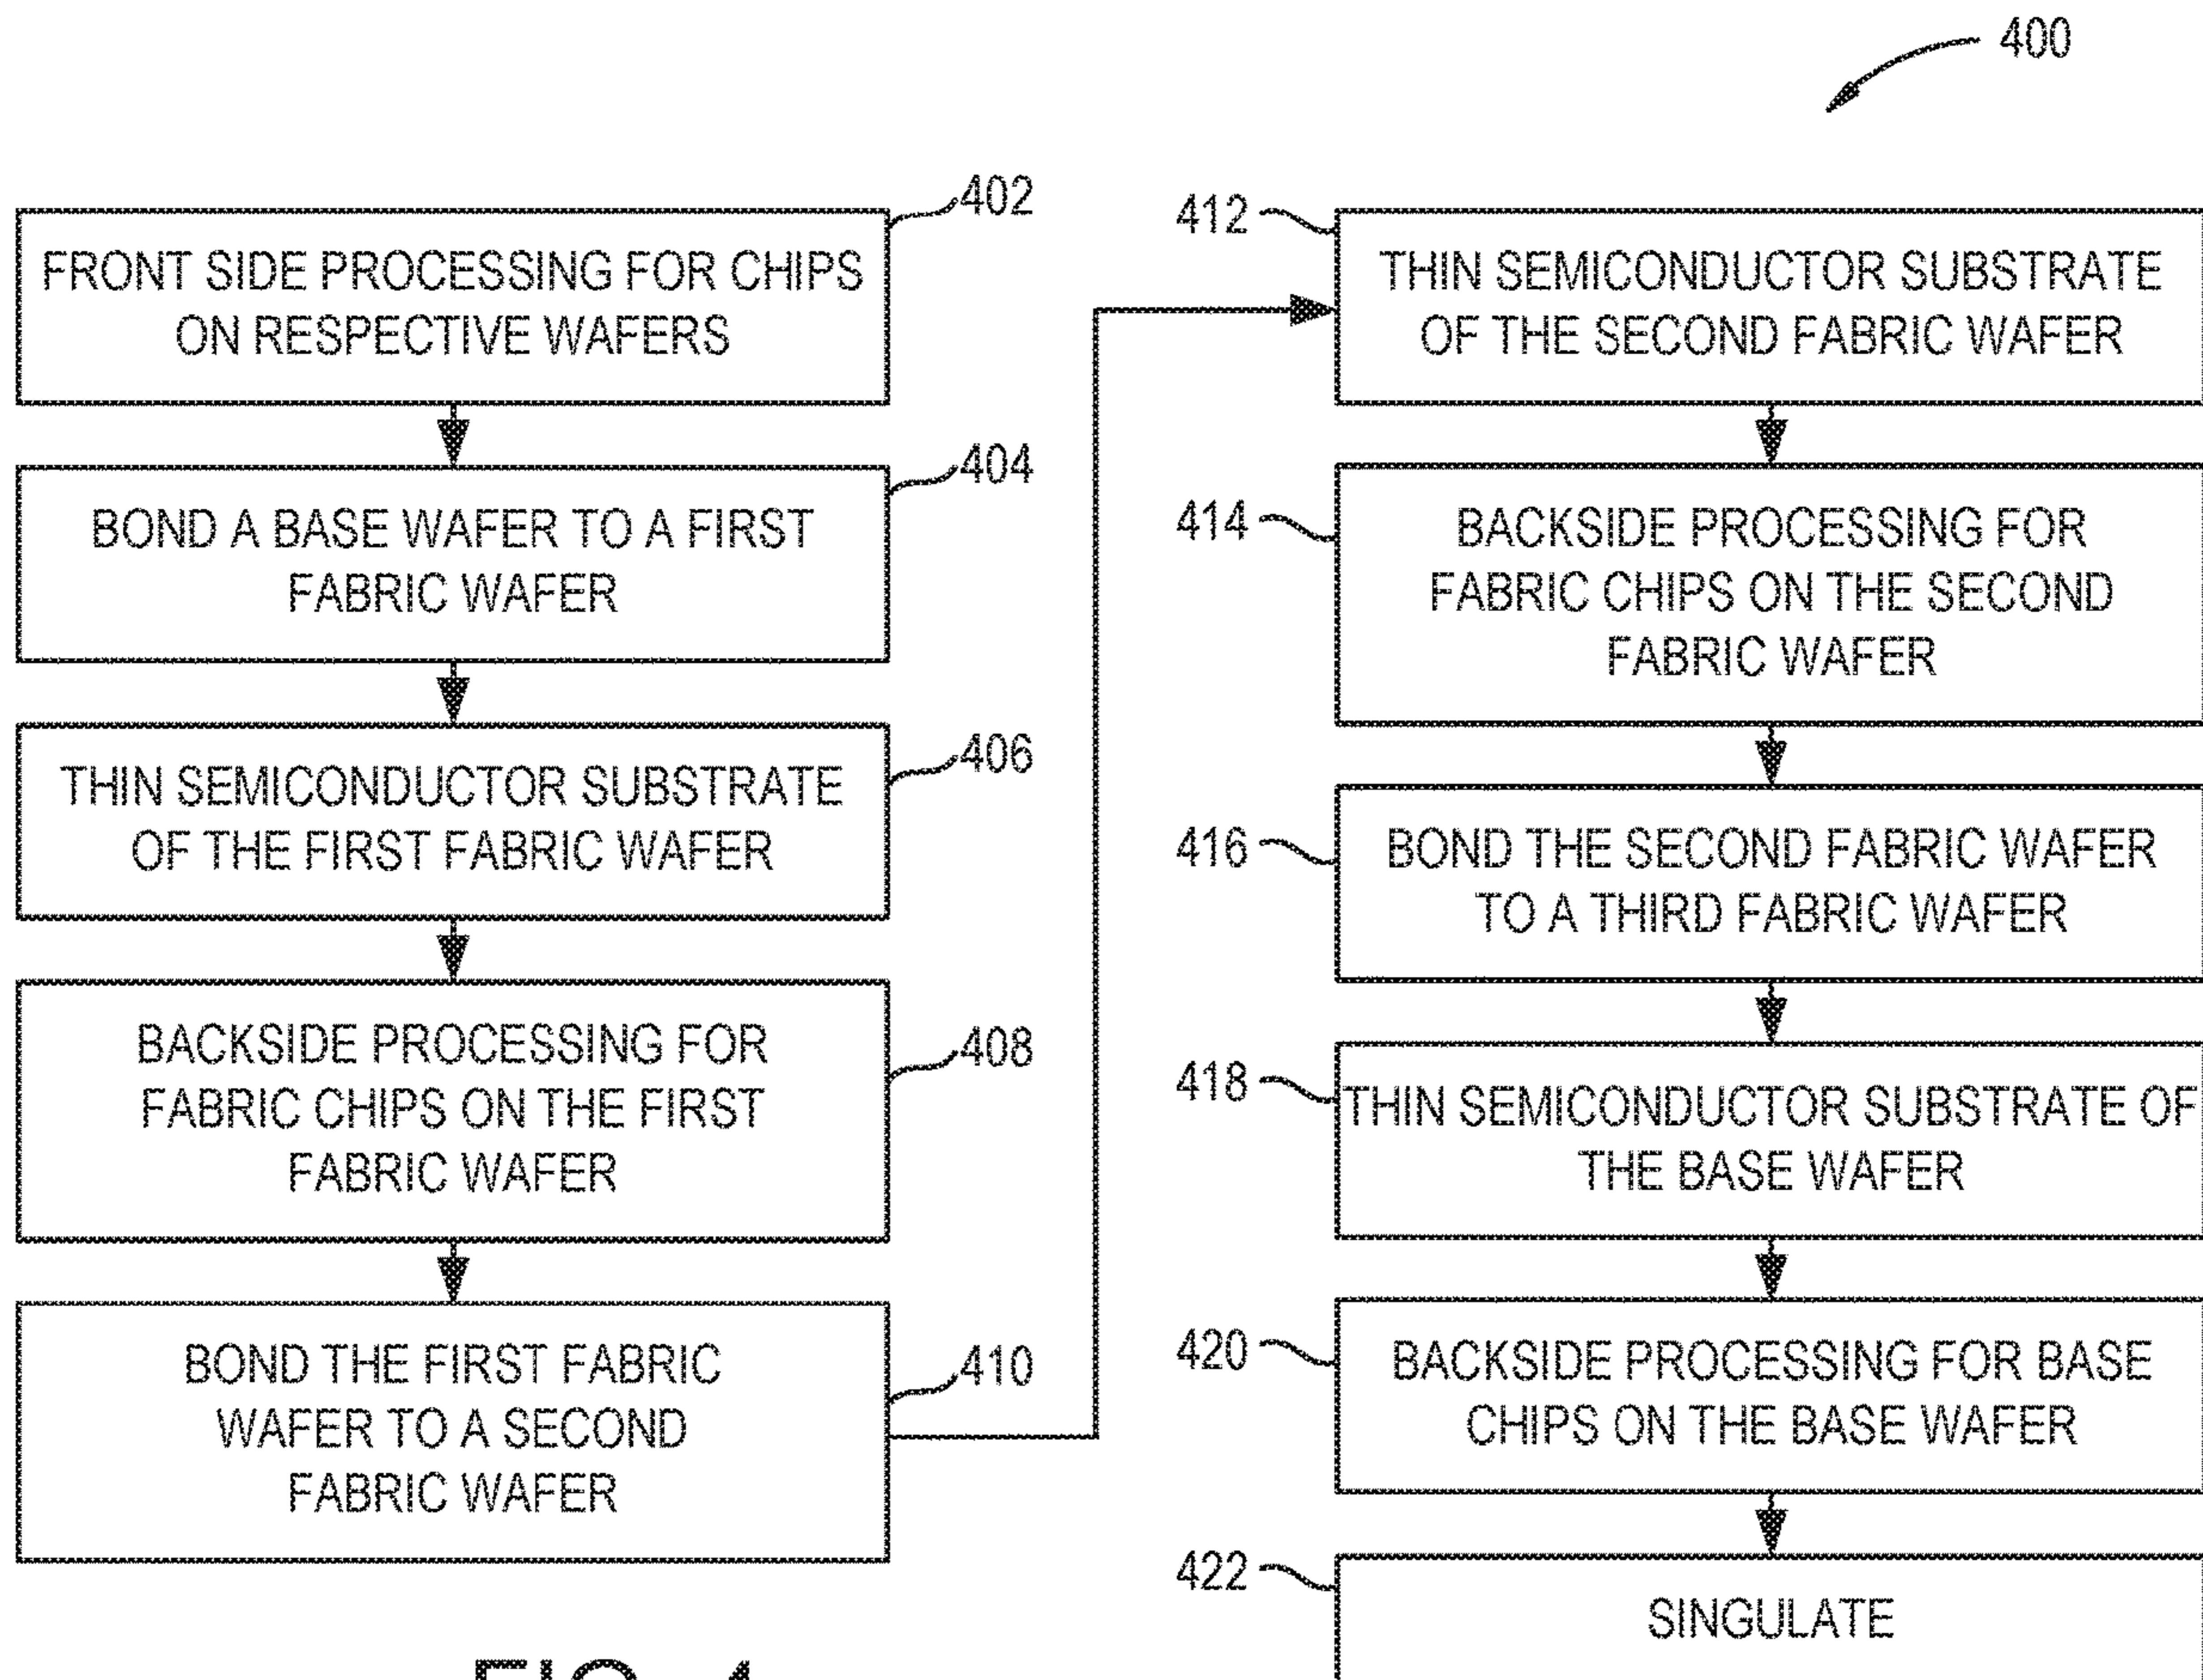 400
402
FRONT SIDE PROCESSING FOR CHIPS
ON RESPECTIVE WAFERS
404
BOND A BASE WAFER TO A FIRST
FABRIC WAFER
406
THIN SEMICONDUCTOR SUBSTRATE
OF THE FIRST FABRIC WAFER
408
BACKSIDE PROCESSING FOR
FABRIC CHIPS ON THE FIRST
FABRIC WAFER
410
BOND THE FIRST FABRIC
WAFER TO A SECOND
FABRIC WAFER
412
THIN SEMICONDUCTOR SUBSTRATE
OF THE SECOND FABRIC WAFER
414
BACKSIDE PROCESSING FOR
FABRIC CHIPS ON THE SECOND
FABRIC WAFER
416
BOND THE SECOND FABRIC WAFER
TO A THIRD FABRIC WAFER
418
THIN SEMICONDUCTOR SUBSTRATE OF
THE BASE WAFER
420
BACKSIDE PROCESSING FOR BASE
CHIPS ON THE BASE WAFER
422
SINGULATE
FIG. 4